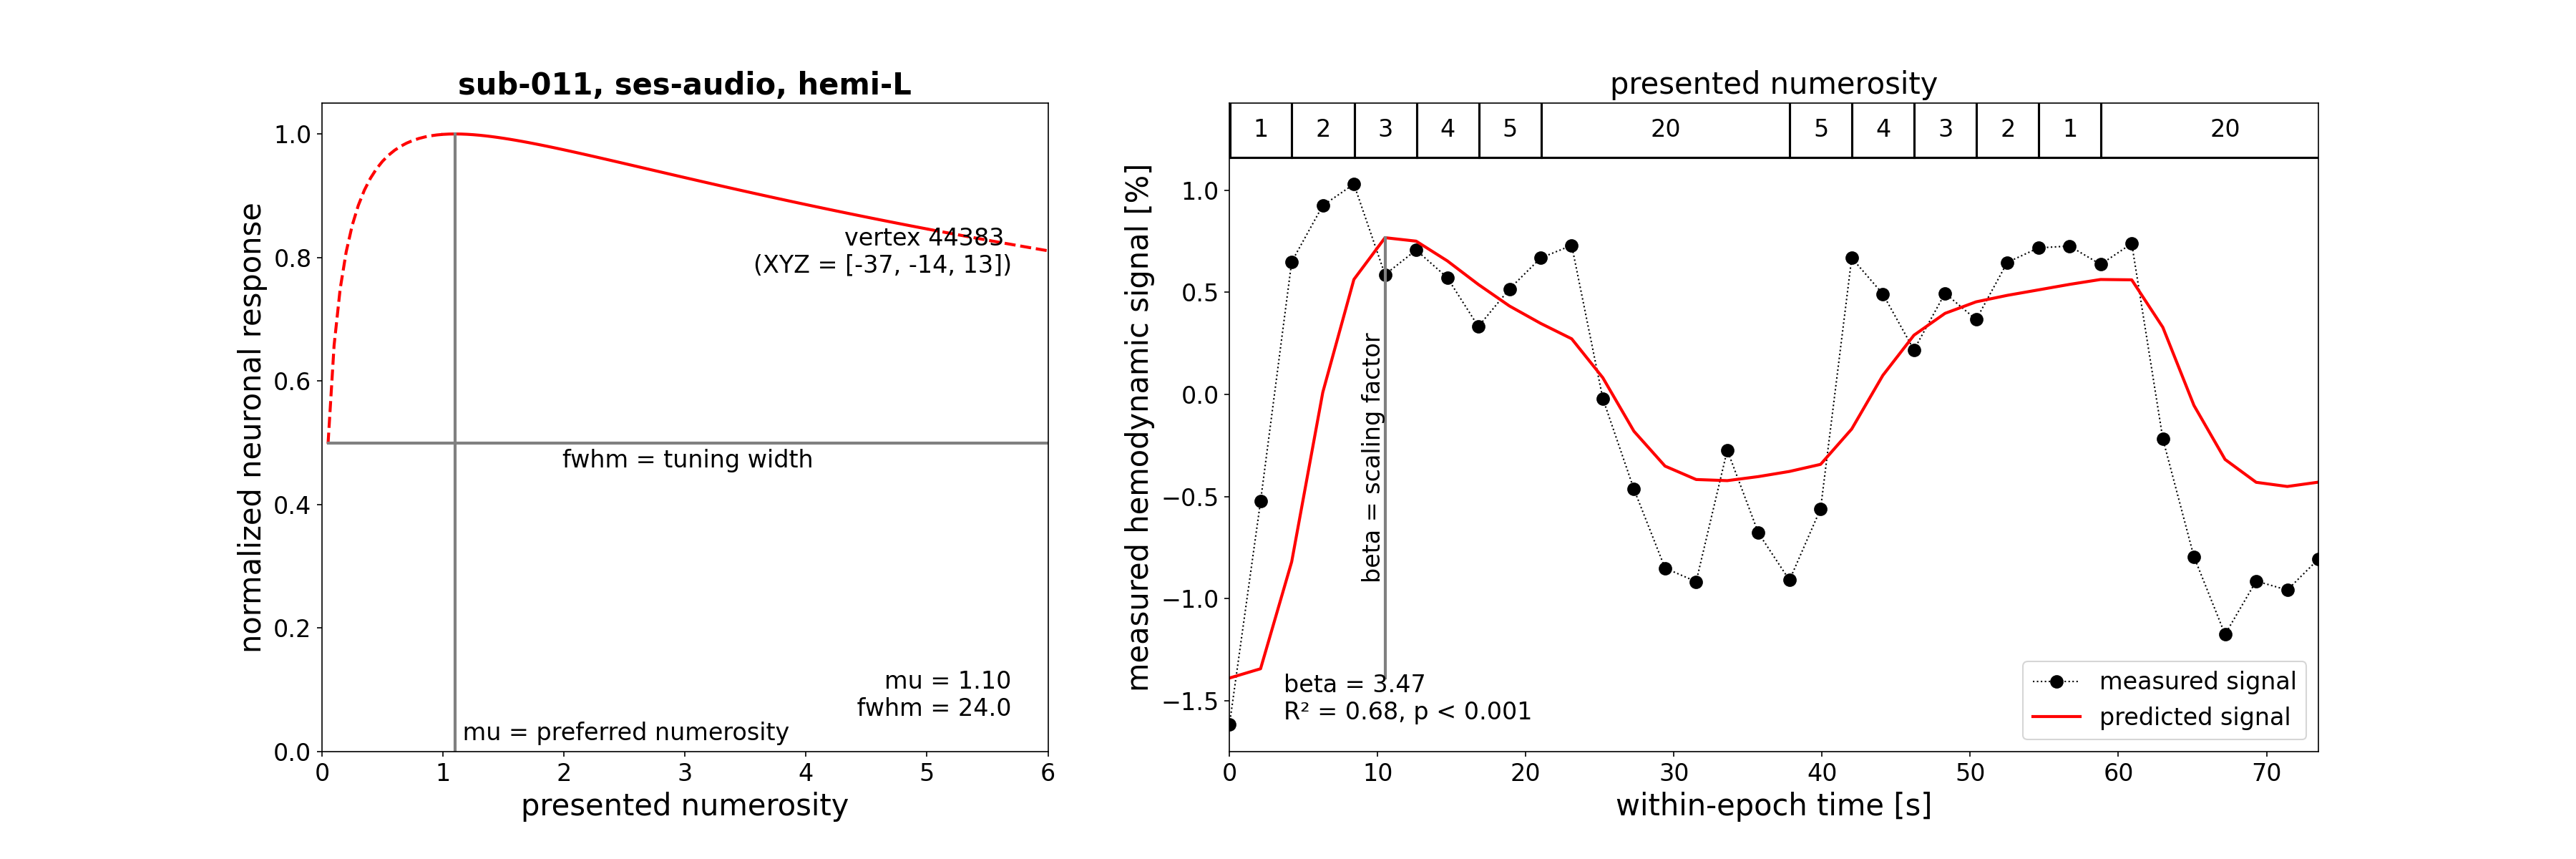 sub-011, ses-audio, hemi-L
normalized neuronal response
1.0
0.8
0.6
0.4
0.2
0.0
vertex 44383
(XYZ = [-37, -14, 13])
fwhm = tuning width
mu = 1.10
fwhm = 24.0
mu = preferred numerosity
0 1 2 3 4 5 6
presented numerosity
presented numerosity
1 2 3 4 5 20 5 4 3 2 1 20
measured hemodynamic signal [%]
1.0
0.5
0.0
−0.5
−1.0
−1.5
beta = scaling factor
beta = 3.47
R² = 0.68, p < 0.001
measured signal
predicted signal
0 10 20 30 40 50 60 70
within-epoch time [s]